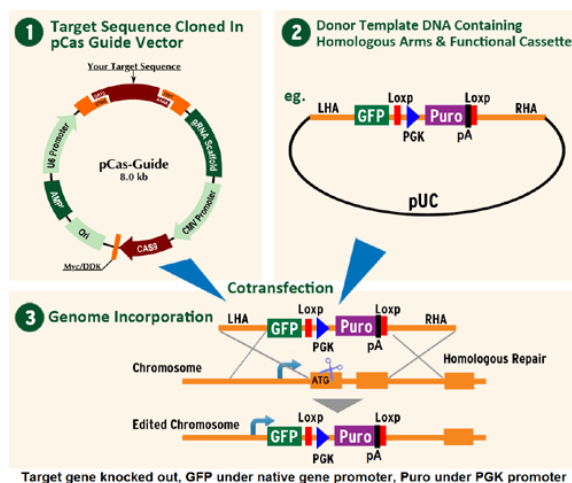 1 Target Sequence Cloned In
pCas Guide Vector
Your Target Sequence
U6 Promoter
gRNA Scaffold
pCas-Guide
8.0 kb
AMP
CMV Promoter
Ori
CAS9
Myc/DDK
2 Donor Template DNA Containing
Homologous Arms & Functional Cassette
eg.
Loxp Loxp
LHA GFP Puro RHA
PGK pA
pUC
Cotransfection
3 Genome Incorporation
LHA Loxp Loxp RHA
GFP Puro
PGK pA
Homologous Repair
Chromosome
ATG
Edited Chromosome
Loxp Loxp
GFP Puro
PGK pA
Target gene knocked out, GFP under native gene promoter, Puro under PGK promoter